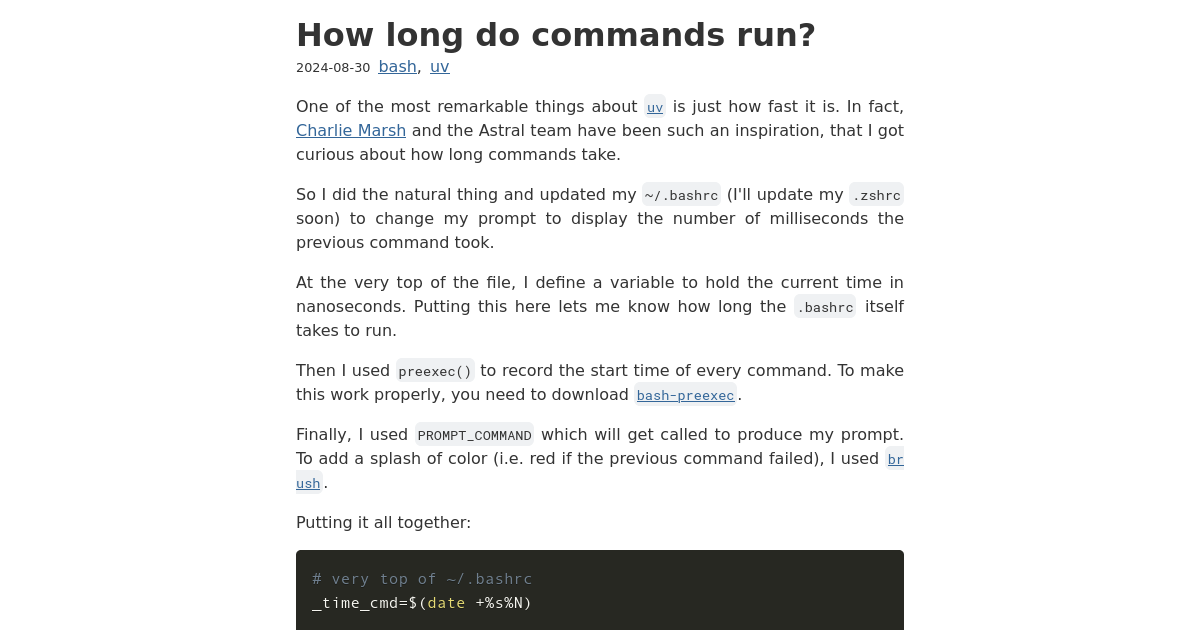 How long do commands run?
2024-08-30 bash, uv
One of the most remarkable things about uv is just how fast it is. In fact,
Charlie Marsh and the Astral team have been such an inspiration, that I got
curious about how long commands take.
So I did the natural thing and updated my ~/.bashrc (I'll update my .zshrc
soon) to change my prompt to display the number of milliseconds the
previous command took.
At the very top of the file, I define a variable to hold the current time in
nanoseconds. Putting this here lets me know how long the .bashrc itself
takes to run.
Then I used preexec() to record the start time of every command. To make
this work properly, you need to download bash-preexec.
Finally, I used PROMPT_COMMAND which will get called to produce my prompt.
To add a splash of color (i.e. red if the previous command failed), I used br
ush.
Putting it all together:
# very top of ~/.bashrc
_time_cmd=$(date +%s%N)